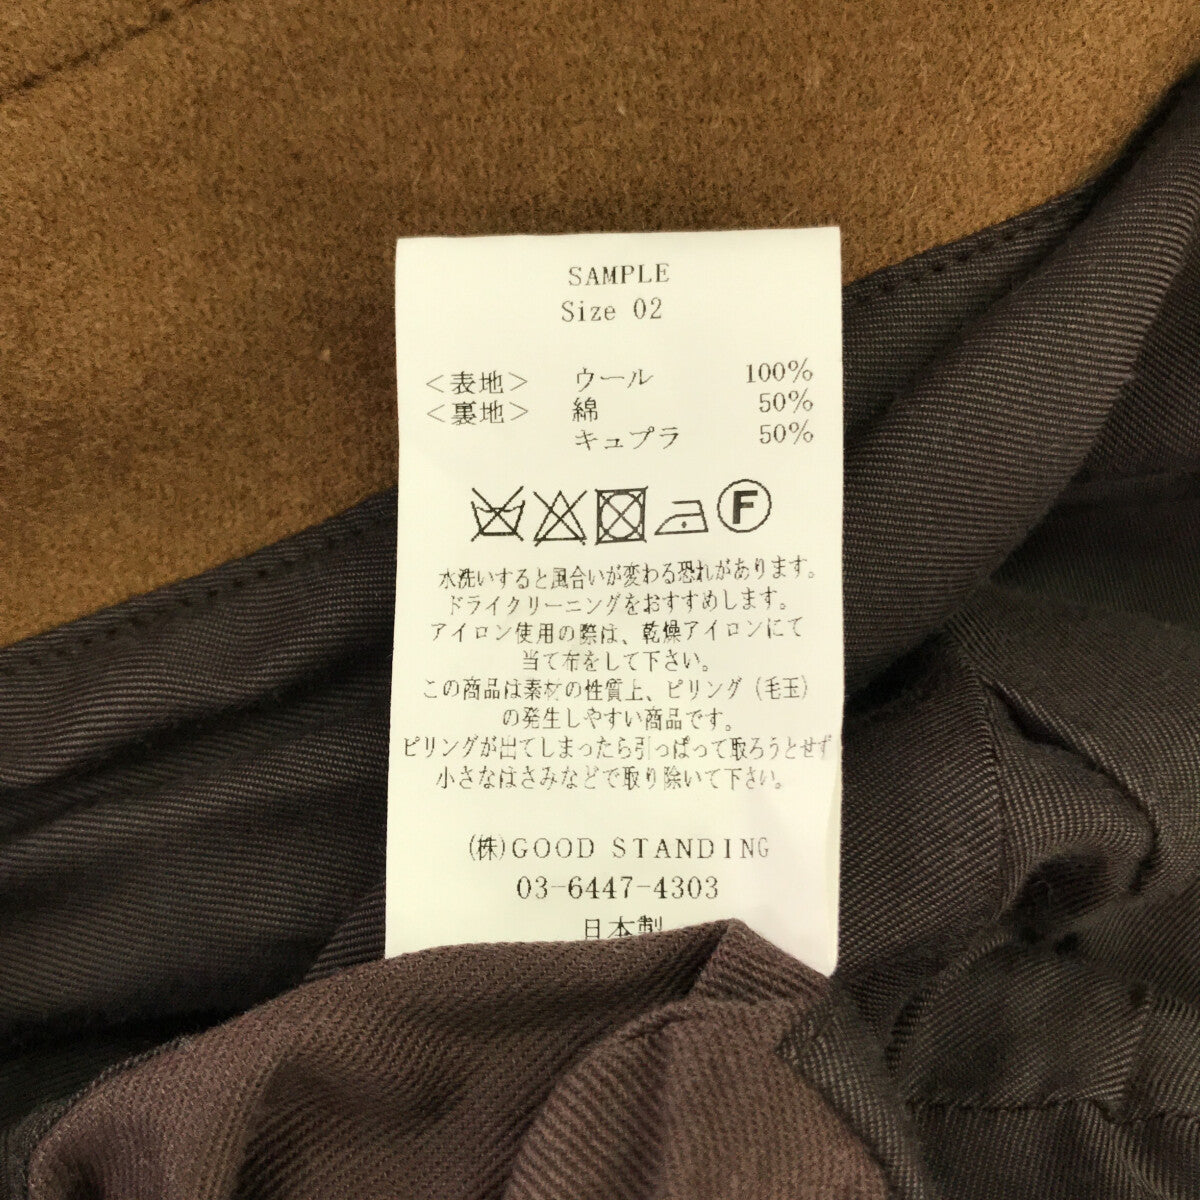 SAMPLE
Size 02
<表地> ウール 100%
<裏地> 綿 50%
キュプラ 50%
F
水洗いすると風合いが変わる恐れがあります。
ドライクリーニングをおすすめします。
アイロン使用の際は、乾燥アイロンにて
当て布をして下さい。
この商品は素材の性質上、ピリング(毛玉)
の発生しやすい商品です。
ピリングが出てしまったら引っぱって取ろうとせず
小さなはさみなどで取り除いて下さい。
(株)GOOD STANDING
03-6447-4303
日本製